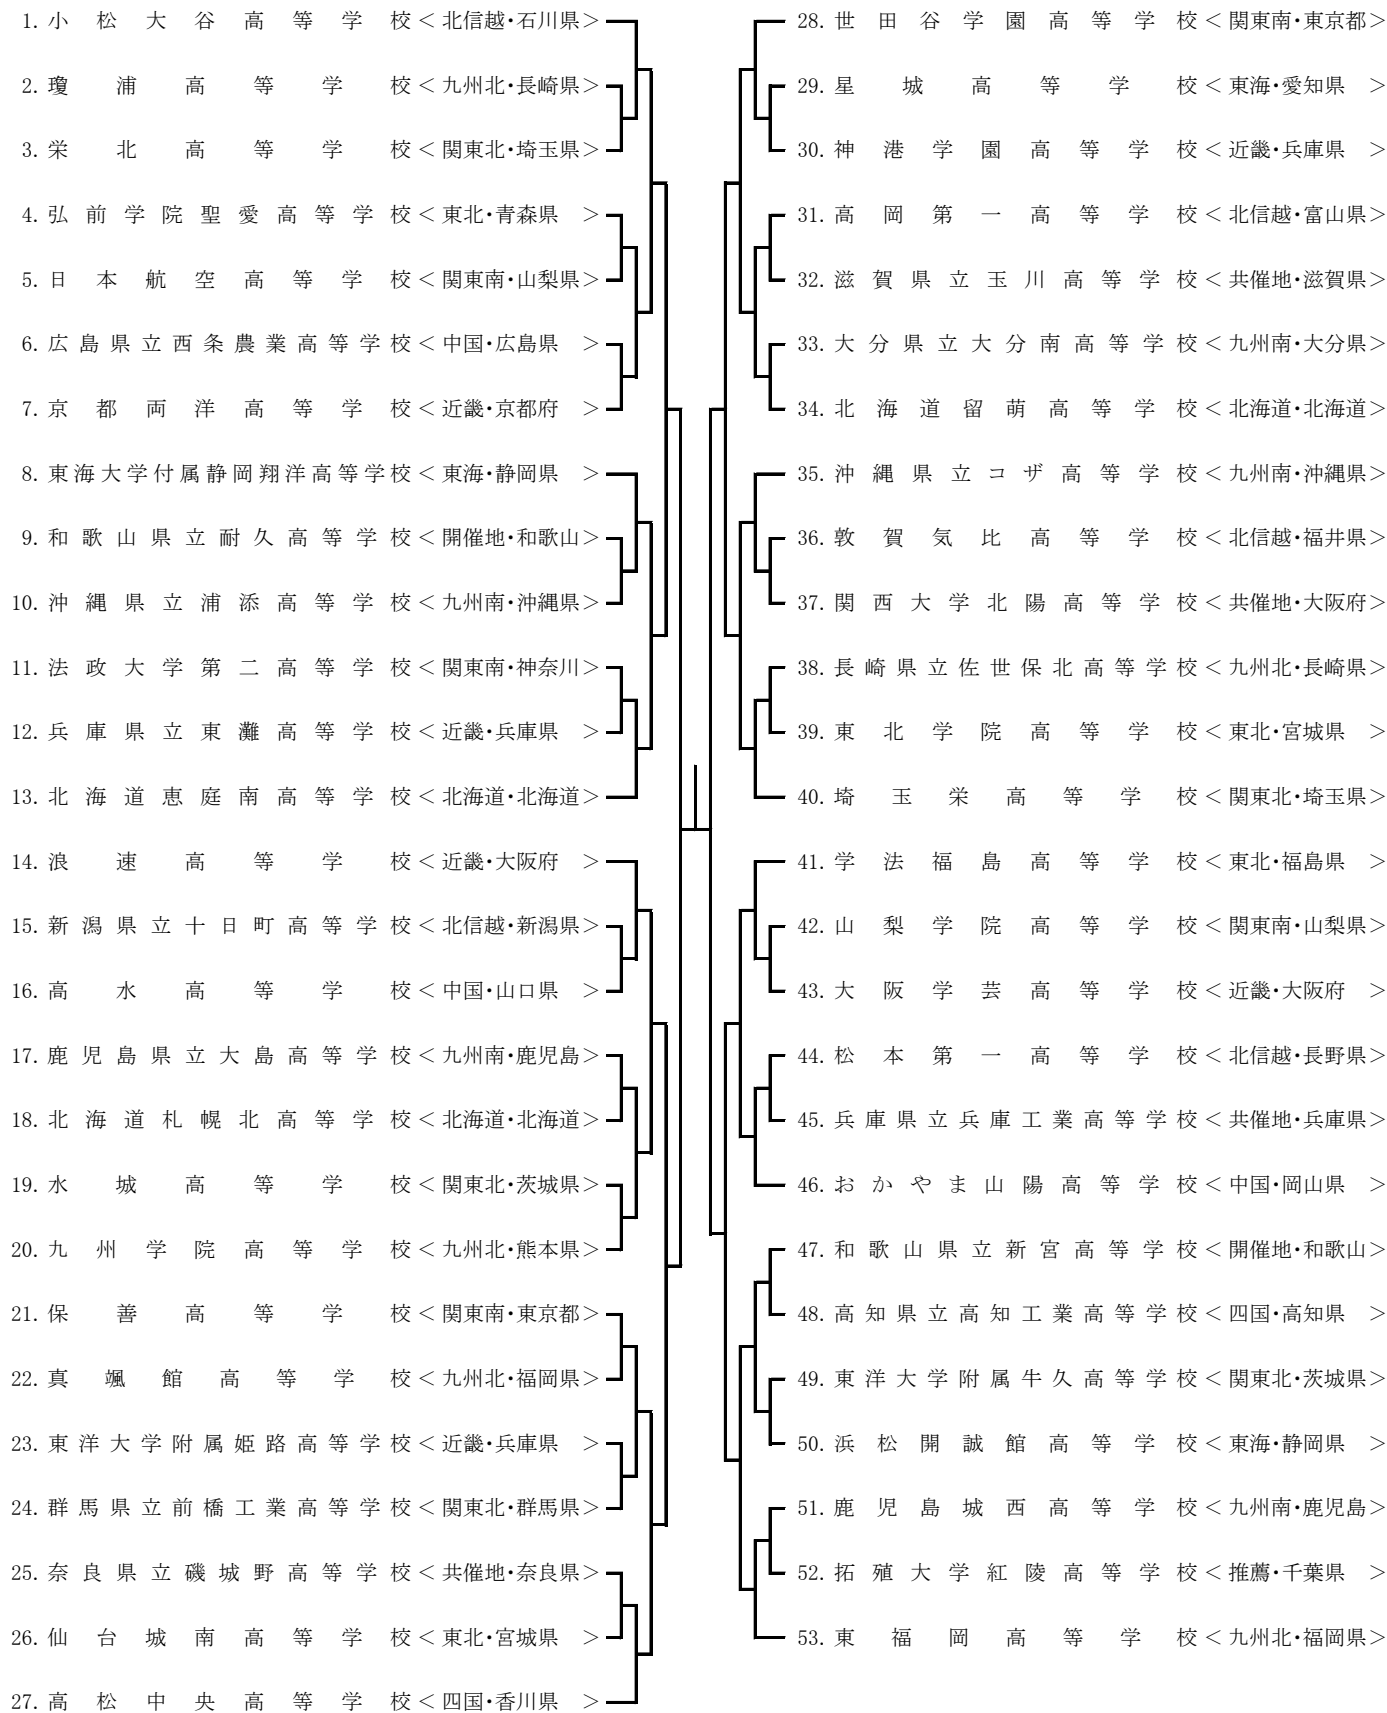 1. 小松大谷高等学校 < 北信越・石川県 >
2. 瓊浦高等学校 < 九州北・長崎県 >
3. 栄北高等学校 < 関東北・埼玉県 >
4. 弘前学院聖愛高等学校 < 東北・青森県 >
5. 日本航空高等学校 < 関東南・山梨県 >
6. 広島県立西条農業高等学校 < 中国・広島県 >
7. 京都両洋高等学校 < 近畿・京都府 >
8. 東海大学付属静岡翔洋高等学校 < 東海・静岡県 >
9. 和歌山県立耐久高等学校 < 開催地・和歌山 >
10. 沖縄県立浦添高等学校 < 九州南・沖縄県 >
11. 法政大学第二高等学校 < 関東南・神奈川 >
12. 兵庫県立東灘高等学校 < 近畿・兵庫県 >
13. 北海道恵庭南高等学校 < 北海道・北海道 >
14. 浪速高等学校 < 近畿・大阪府 >
15. 新潟県立十日町高等学校 < 北信越・新潟県 >
16. 高水高等学校 < 中国・山口県 >
17. 鹿児島県立大島高等学校 < 九州南・鹿児島 >
18. 北海道札幌北高等学校 < 北海道・北海道 >
19. 水城高等学校 < 関東北・茨城県 >
20. 九州学院高等学校 < 九州北・熊本県 >
21. 保善高等学校 < 関東南・東京都 >
22. 真颯館高等学校 < 九州北・福岡県 >
23. 東洋大学附属姫路高等学校 < 近畿・兵庫県 >
24. 群馬県立前橋工業高等学校 < 関東北・群馬県 >
25. 奈良県立磯城野高等学校 < 共催地・奈良県 >
26. 仙台城南高等学校 < 東北・宮城県 >
27. 高松中央高等学校 < 四国・香川県 >
28. 世田谷学園高等学校 < 関東南・東京都 >
29. 星城高等学校 < 東海・愛知県 >
30. 神港学園高等学校 < 近畿・兵庫県 >
31. 高岡第一高等学校 < 北信越・富山県 >
32. 滋賀県立玉川高等学校 < 共催地・滋賀県 >
33. 大分県立大分南高等学校 < 九州南・大分県 >
34. 北海道留萌高等学校 < 北海道・北海道 >
35. 沖縄県立コザ高等学校 < 九州南・沖縄県 >
36. 敦賀気比高等学校 < 北信越・福井県 >
37. 関西大学北陽高等学校 < 共催地・大阪府 >
38. 長崎県立佐世保北高等学校 < 九州北・長崎県 >
39. 東北学院高等学校 < 東北・宮城県 >
40. 埼玉栄高等学校 < 関東北・埼玉県 >
41. 学法福島高等学校 < 東北・福島県 >
42. 山梨学院高等学校 < 関東南・山梨県 >
43. 大阪学芸高等学校 < 近畿・大阪府 >
44. 松本第一高等学校 < 北信越・長野県 >
45. 兵庫県立兵庫工業高等学校 < 共催地・兵庫県 >
46. おかやま山陽高等学校 < 中国・岡山県 >
47. 和歌山県立新宮高等学校 < 開催地・和歌山 >
48. 高知県立高知工業高等学校 < 四国・高知県 >
49. 東洋大学附属牛久高等学校 < 関東北・茨城県 >
50. 浜松開誠館高等学校 < 東海・静岡県 >
51. 鹿児島城西高等学校 < 九州南・鹿児島 >
52. 拓殖大学紅陵高等学校 < 推薦・千葉県 >
53. 東福岡高等学校 < 九州北・福岡県 >